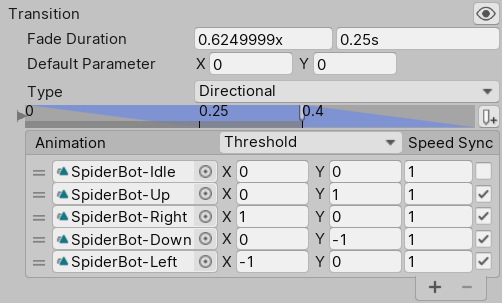 Transition
Fade Duration 0.6249999x 0.25s
Default Parameter X 0 Y 0
Type Directional
0 0.25 0.4
Animation Threshold Speed Sync
SpiderBot-Idle X 0 Y 0 1
SpiderBot-Up X 0 Y 1 1
SpiderBot-Right X 1 Y 0 1
SpiderBot-Down X 0 Y -1 1
SpiderBot-Left X -1 Y 0 1